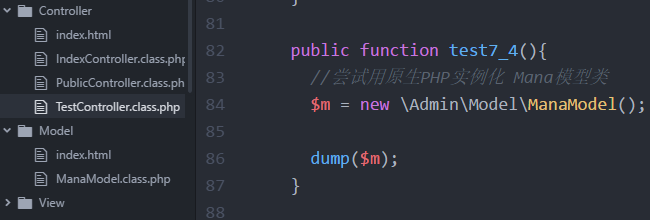 Controller
index.html
IndexController.class.php
PublicController.class.php
TestController.class.php
Model
index.html
ManaModel.class.php
View
81
82 public function test7_4(){
83 //尝试用原生PHP实例化 Mana模型类
84 $m = new \Admin\Model\ManaModel();
85
86 dump($m);
87 }
88